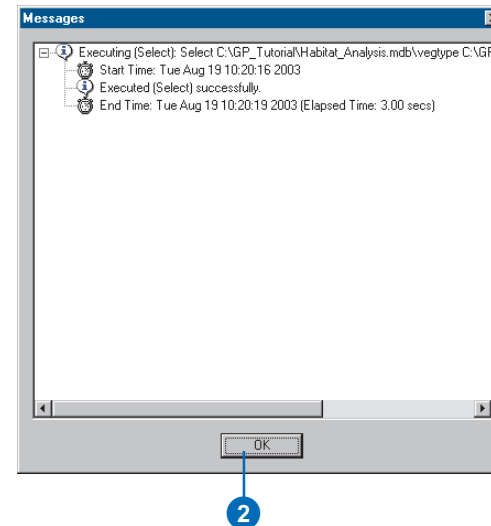 Messages
Executing (Select): Select C:\GP_Tutorial\Habitat_Analysis.mdb\vegtype C:\GF
Start Time: Tue Aug 19 10:20:16 2003
Executed (Select) successfully.
End Time: Tue Aug 19 10:20:19 2003 (Elapsed Time: 3.00 secs)
OK
2